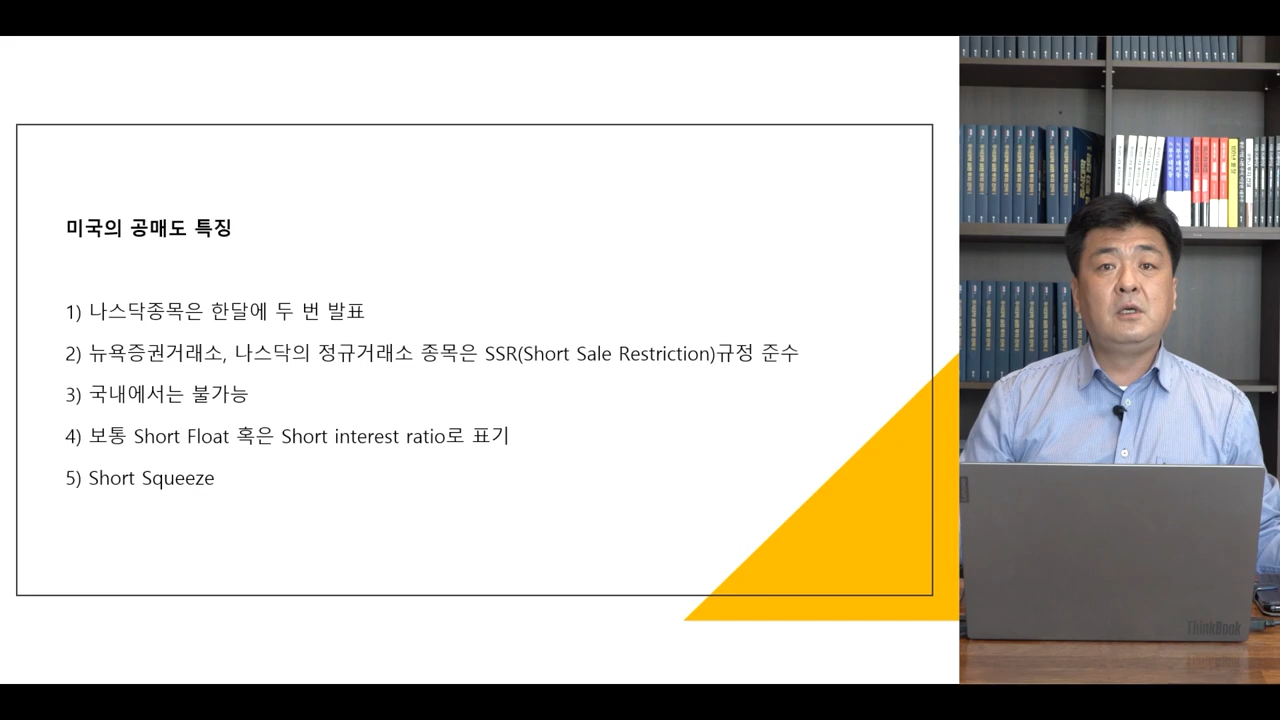 미국의 공매도 특징
1) 나스닥종목은 한달에 두 번 발표
2) 뉴욕증권거래소, 나스닥의 정규거래소 종목은 SSR(Short Sale Restriction)규정 준수
3) 국내에서는 불가능
4) 보통 Short Float 혹은 Short interest ratio로 표기
5) Short Squeeze
ThinkBook